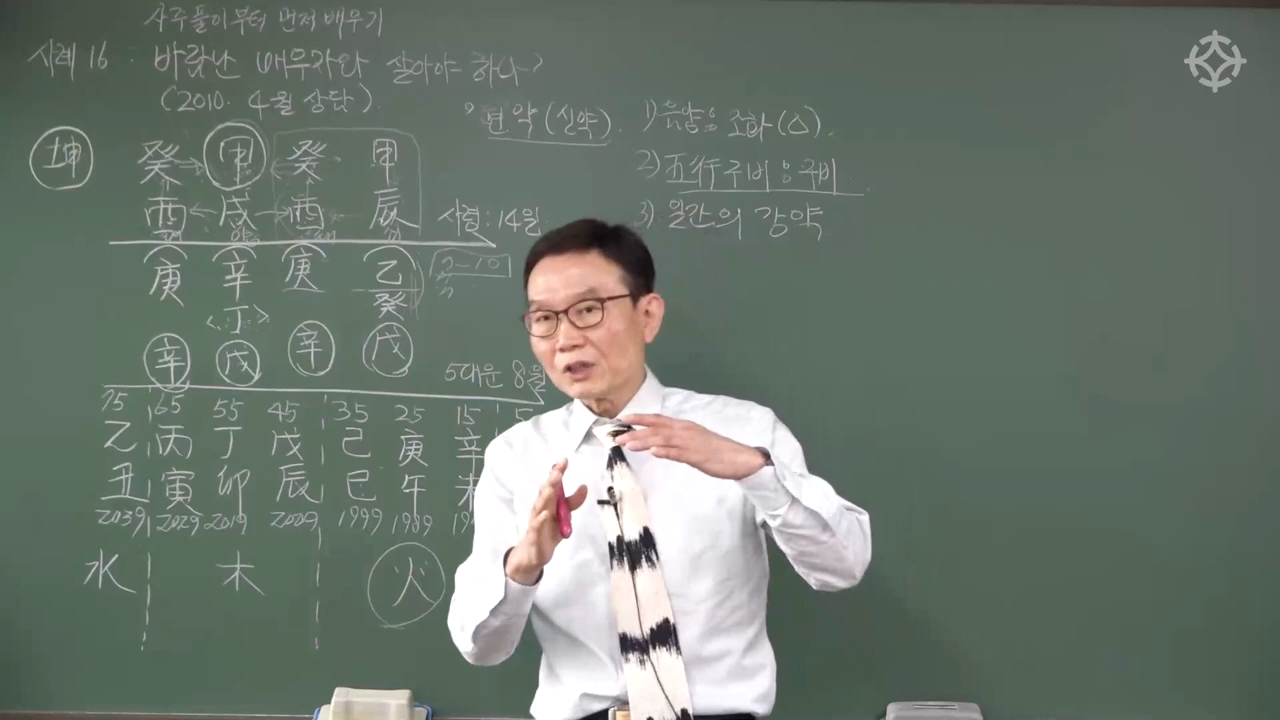 사주풀이부터 먼저 배우기
사례 16 : 바람난 배우자와 살아야 하나?
(2010. 4월 상담).
편약(신약).
1) 음양 조화(△).
2) 五行구비 구비
3) 일간의 강약
坤
癸 甲 癸 甲
酉 戌 酉 辰
사령: 14일
庚 辛 庚 乙
2-10
<丁> 癸
辛 戊 辛 戊
5대운 8월
75 65 55 45 35 25 15 5
乙 丙 丁 戊 己 庚 辛
丑 寅 卯 辰 巳 午 未
2039 2029 2019 2009 1999 1989 19
水 木 火